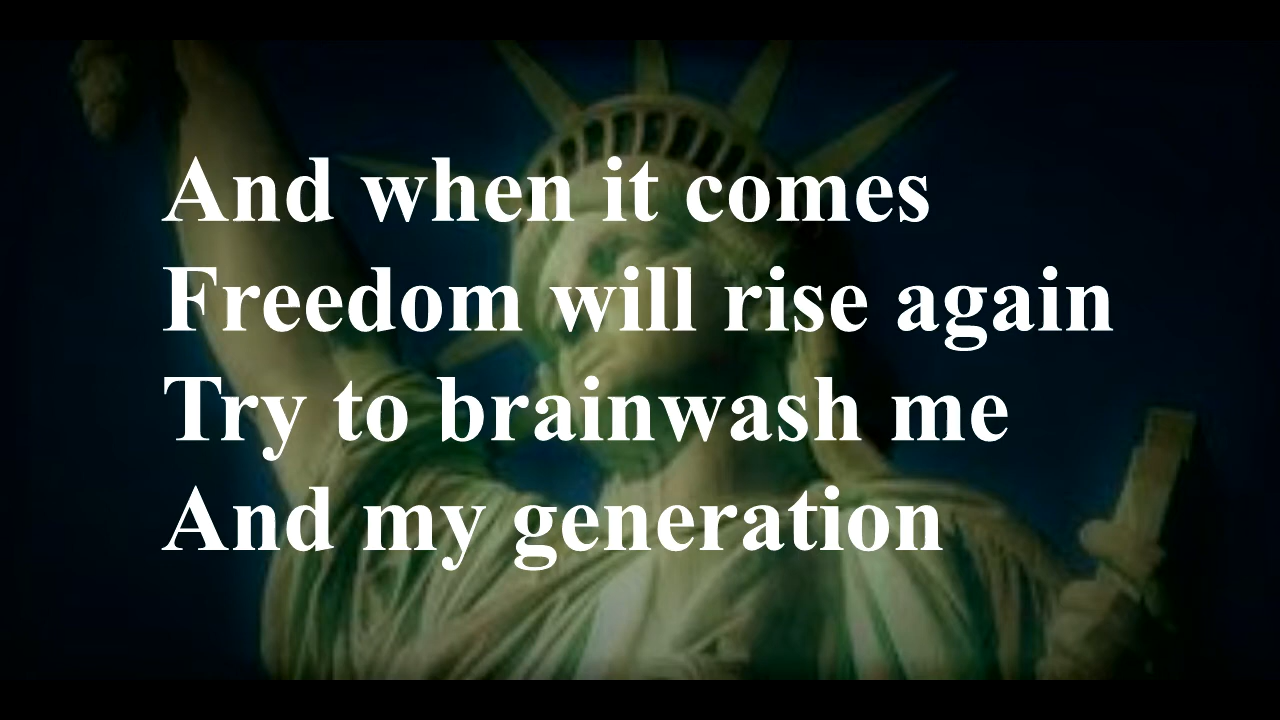 And when it comes
Freedom will rise again
Try to brainwash me
And my generation